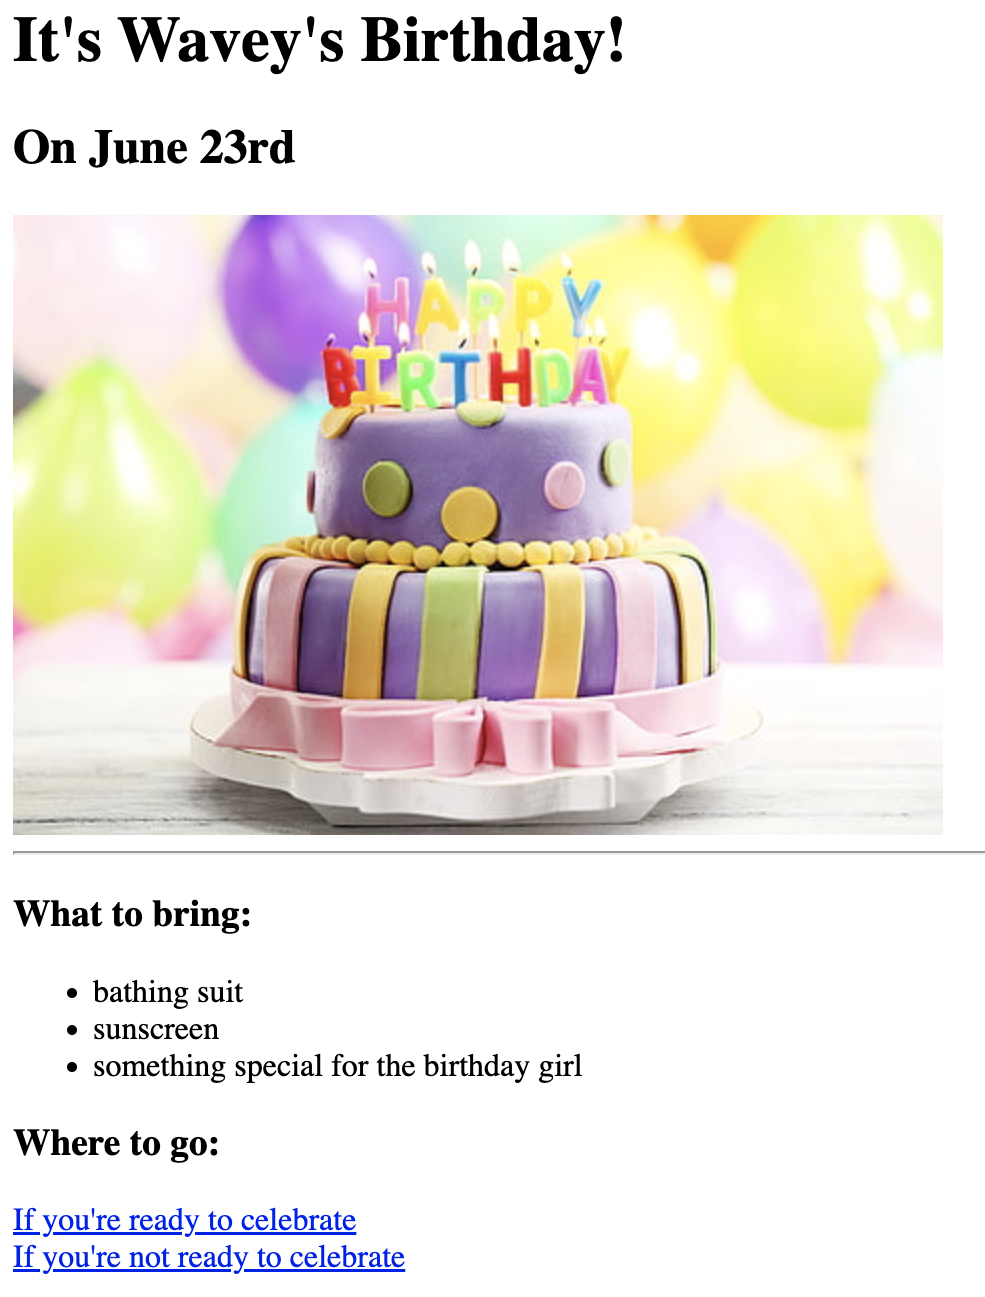 It's Wavey's Birthday!
On June 23rd
HAPPY
BIRTHDAY
What to bring:
bathing suit
sunscreen
something special for the birthday girl
Where to go:
If you're ready to celebrate
If you're not ready to celebrate